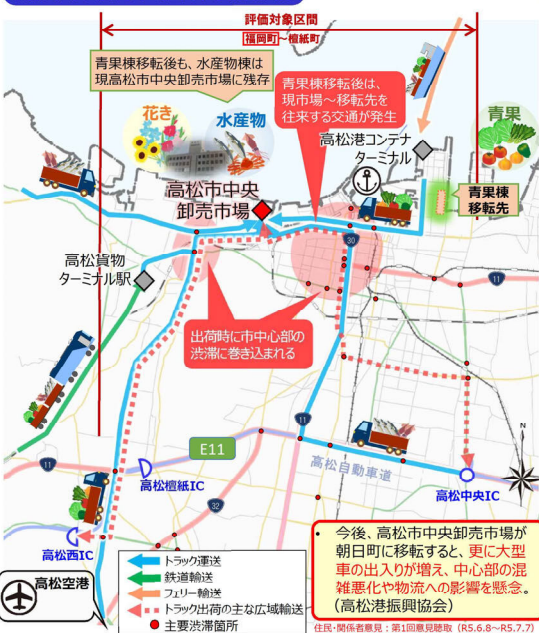 評価対象区間
福岡町～檀紙町
青果棟移転後も、水産物棟は
現高松市中央卸売市場に残存
青果棟移転後は、
現市場～移転先を
往来する交通が発生
花き
水産物
青果
高松港コンテナ
ターミナル
高松市中央
卸売市場
青果棟
移転先
30
高松貨物
ターミナル駅
11
出荷時に市中心部の
渋滞に巻き込まれる
11
E11
11
高松自動車道
N
高松檀紙IC
高松中央IC
32
高松西IC
高松空港
トラック運送
鉄道輸送
フェリー輸送
トラック出荷の主な広域輸送
主要渋滞箇所
• 今後、高松市中央卸売市場が
朝日町に移転すると、更に大型
車の出入りが増え、中心部の混
雑悪化や物流への影響を懸念。
（高松港振興協会）
住民・関係者意見：第1回意見聴取（R5.6.8～R5.7.7）